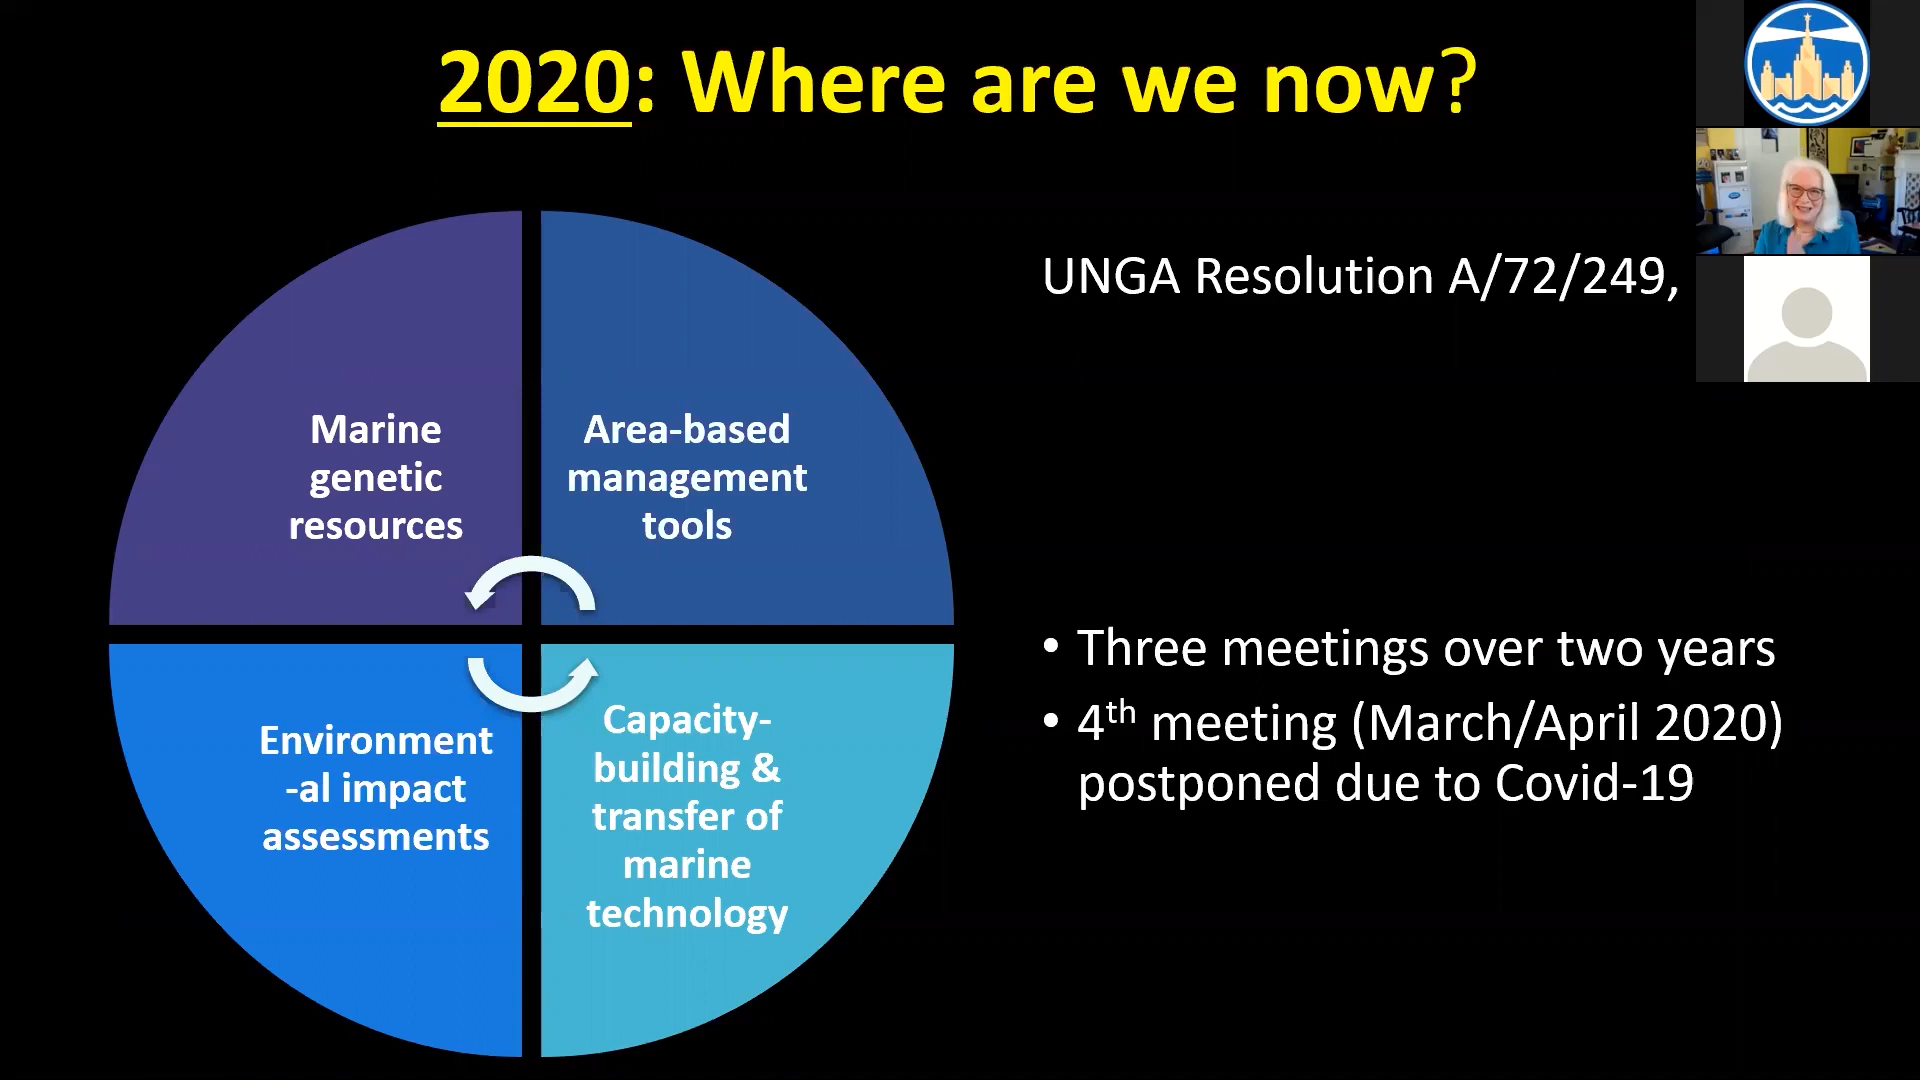 2020: Where are we now?
UNGA Resolution A/72/249,
Marine
genetic
resources
Area-based
management
tools
Environment
-al impact
assessments
Capacity-
building &
transfer of
marine
technology
• Three meetings over two years
• 4th meeting (March/April 2020)
postponed due to Covid-19